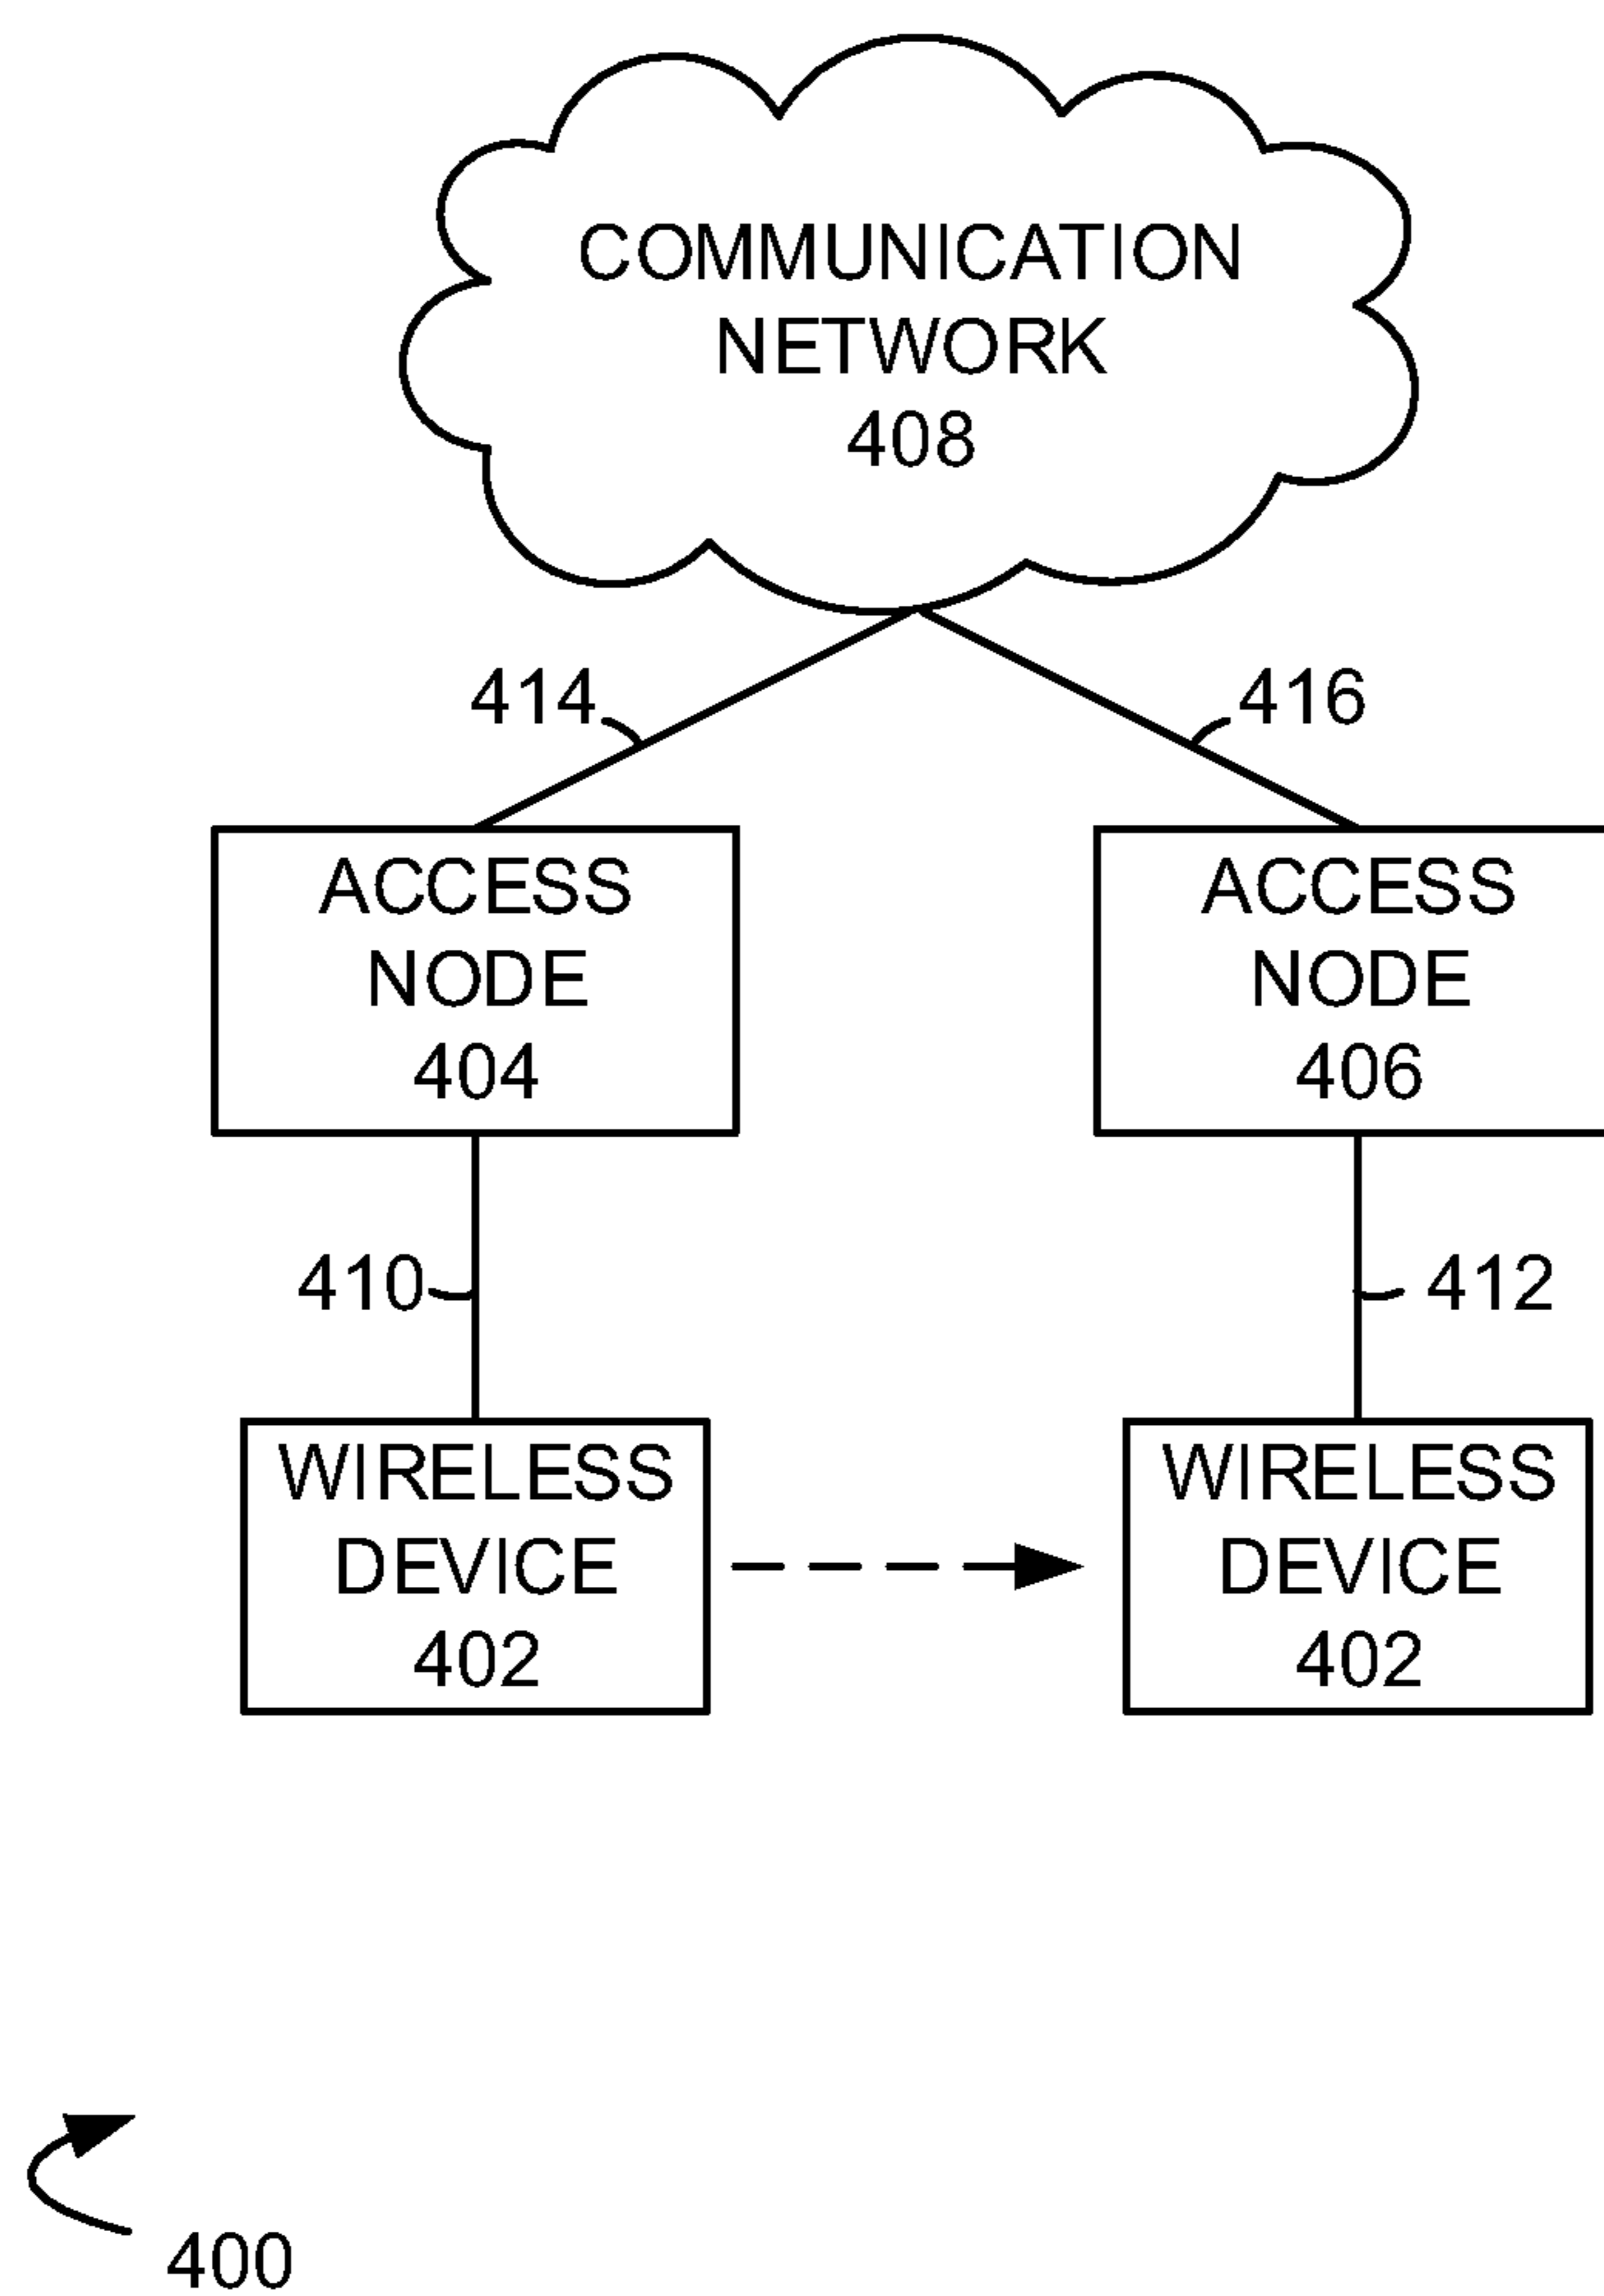 COMMUNICATION
NETWORK
408
414
416
ACCESS
NODE
404
ACCESS
NODE
406
410
412
WIRELESS
DEVICE
402
WIRELESS
DEVICE
402
400